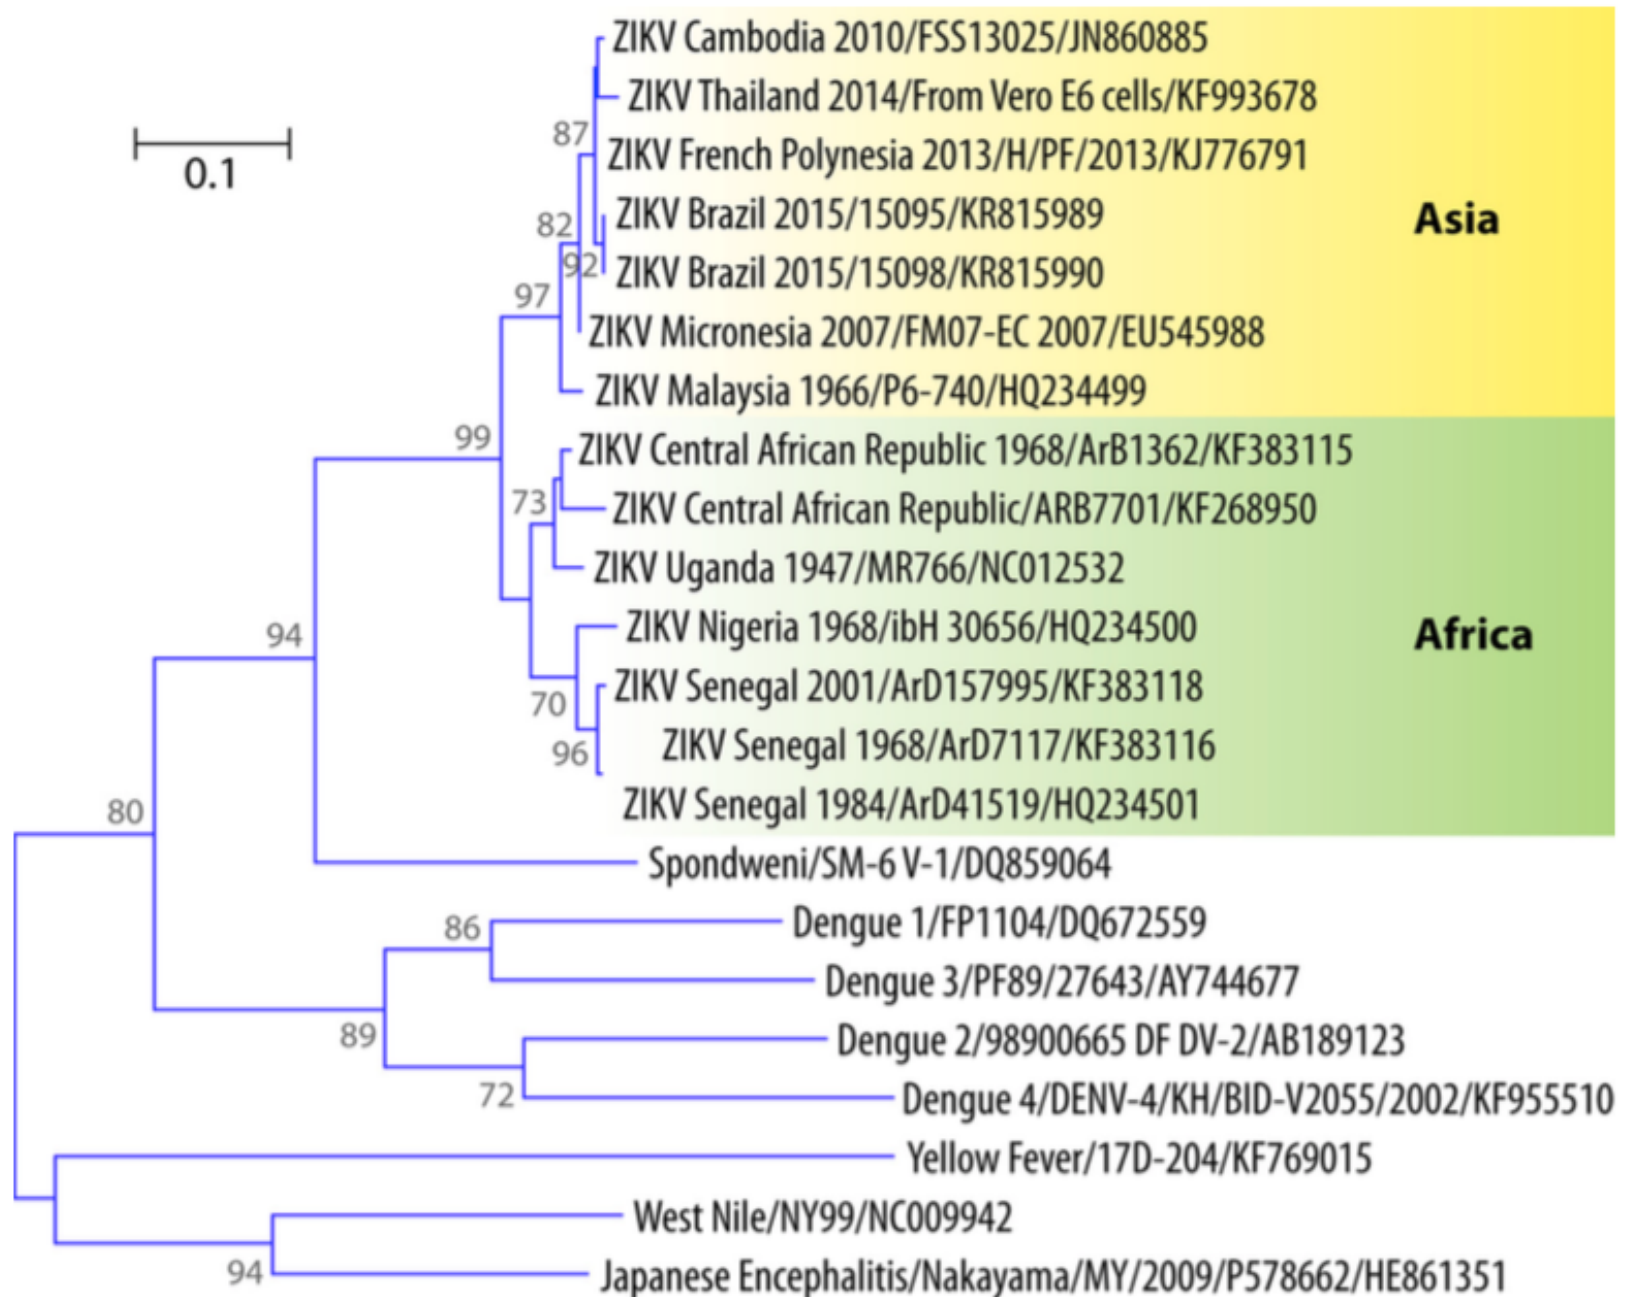 ZIKV Cambodia 2010/FSS13025/JN860885
ZIKV Thailand 2014/From Vero E6 cells/KF993678
87
0.1
ZIKV French Polynesia 2013/H/PF/2013/KJ776791
82
ZIKV Brazil 2015/15095/KR815989
Asia
92
ZIKV Brazil 2015/15098/KR815990
97
ZIKV Micronesia 2007/FM07-EC 2007/EU545988
ZIKV Malaysia 1966/P6-740/HQ234499
99
ZIKV Central African Republic 1968/ArB1362/KF383115
73
ZIKV Central African Republic/ARB7701/KF268950
ZIKV Uganda 1947/MR766/NC012532
ZIKV Nigeria 1968/ibH 30656/HQ234500
Africa
94
70
ZIKV Senegal 2001/ArD157995/KF383118
96
ZIKV Senegal 1968/ArD7117/KF383116
80
ZIKV Senegal 1984/ArD41519/HQ234501
Spondweni/SM-6 V-1/DQ859064
86
Dengue 1/FP1104/DQ672559
Dengue 3/PF89/27643/AY744677
89
Dengue 2/98900665 DF DV-2/AB189123
72
Dengue 4/DENV-4/KH/BID-V2055/2002/KF955510
Yellow Fever/17D-204/KF769015
West Nile/NY99/NC009942
94
Japanese Encephalitis/Nakayama/MY/2009/P578662/HE861351